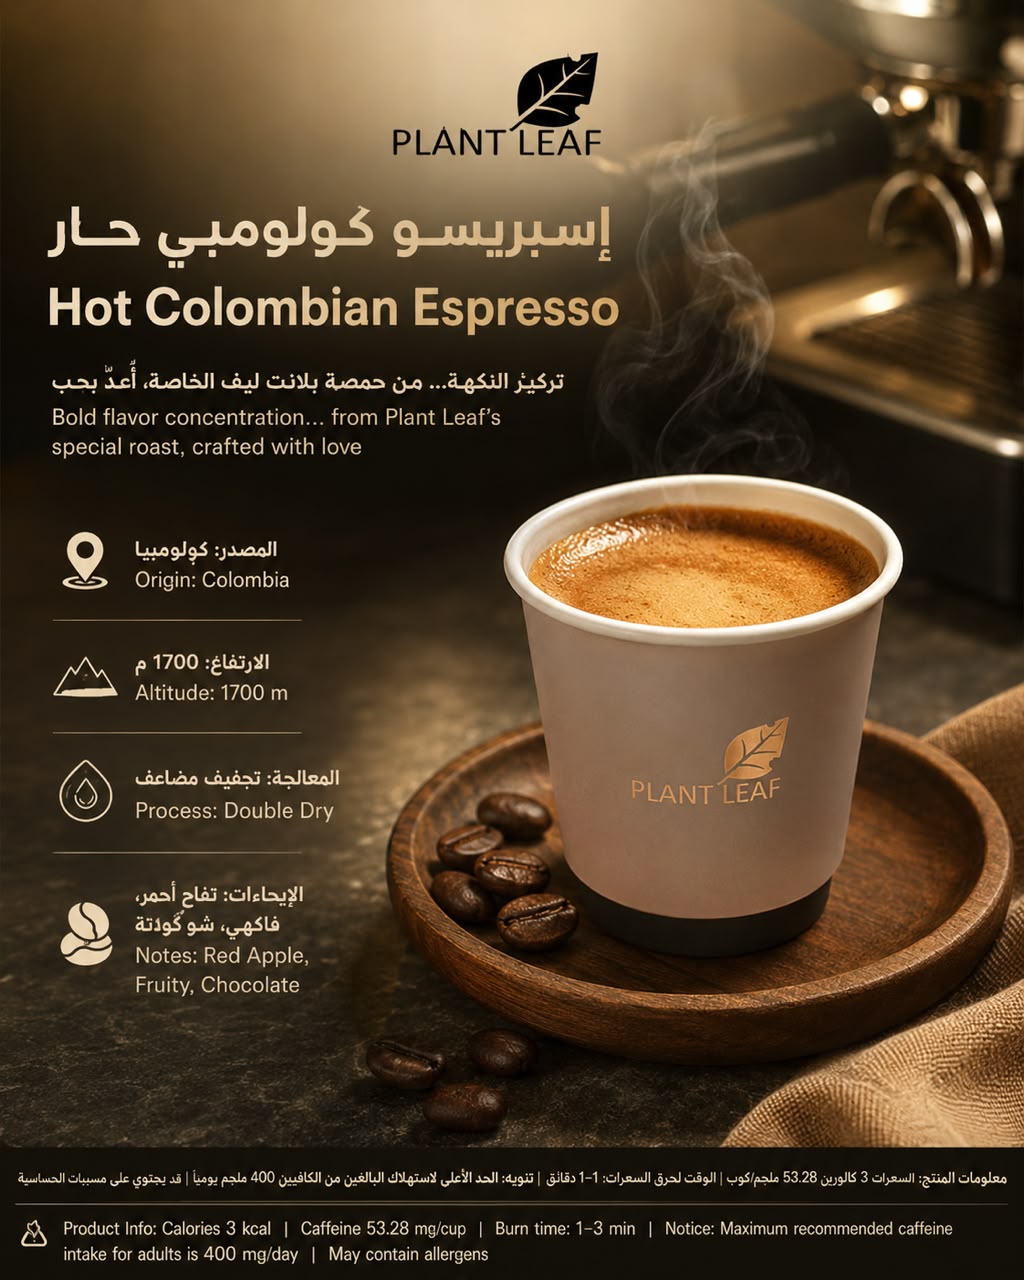 PLANT LEAF
إسبريسو كولومبي حار
Hot Colombian Espresso
تركيز النكهة... من حمصة بلانت ليف الخاصة، أُعدّ بحب
Bold flavor concentration... from Plant Leaf's
special roast, crafted with love
المصدر: كولومبيا
Origin: Colombia
الارتفاع: 1700 م
Altitude: 1700 m
المعالجة: تجفيف مضاعف
Process: Double Dry
الإيحاءات: تفاح أحمر،
فاكهي، شو
Notes: Red Apple,
Fruity, Chocolate
PLANT LEAF
معلومات المنتج: السعرات 3 كالورين 53.28 ملجم/كوب | الوقت لحرق السعرات: 1–1 دقائق | تنويه: الحد الأعلى لاستهلاك البالغين من الكافيين 400 ملجم يومياً | قد يحتوي على مسببات الحساسية
Product Info: Calories 3 kcal | Caffeine 53.28 mg/cup | Burn time: 1–3 min | Notice: Maximum recommended caffeine
intake for adults is 400 mg/day | May contain allergens